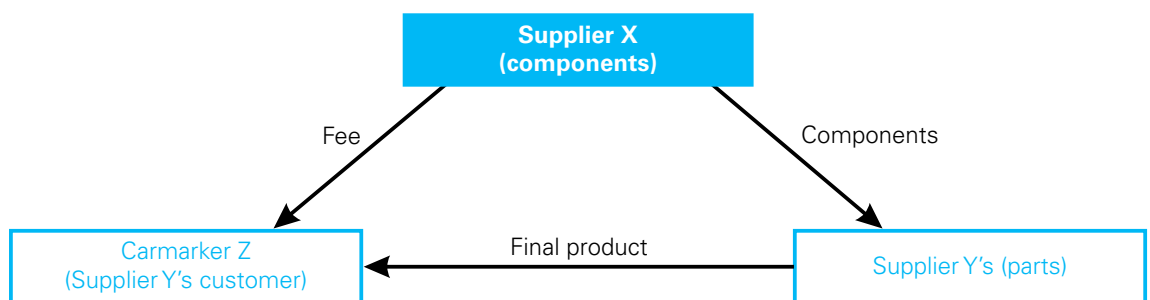 Supplier X
(components)
Fee
Components
Carmarker Z
(Supplier Y's customer)
Final product
Supplier Y's (parts)